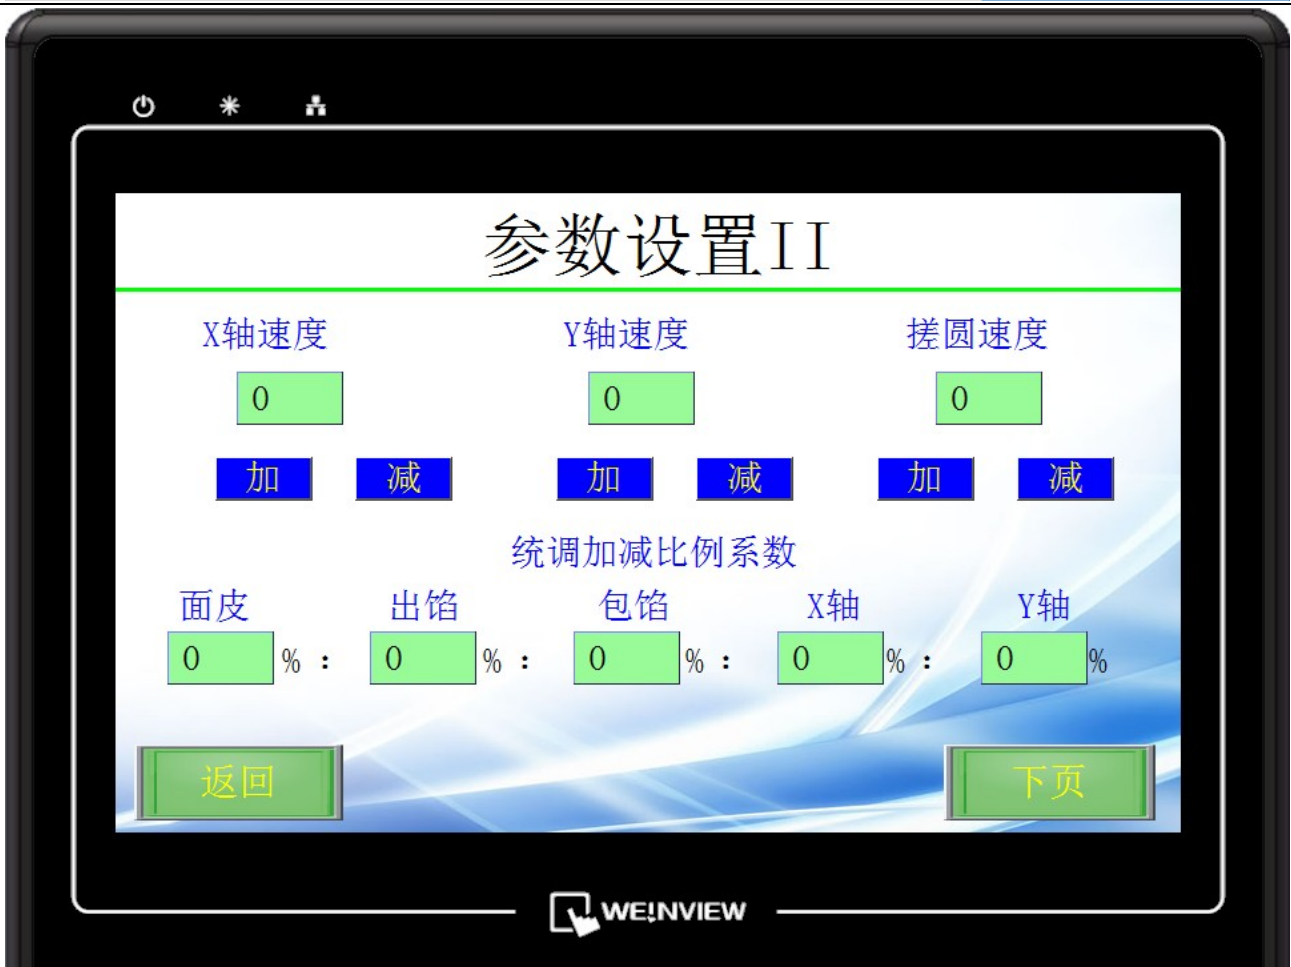 参数设置II
X轴速度 Y轴速度 搓圆速度
0 0 0
加 减 加 减 加 减
统调加减比例系数
面皮 出馅 包馅 X轴 Y轴
0 % : 0 % : 0 % : 0 % : 0 %
返回 下页
WE!NVIEW